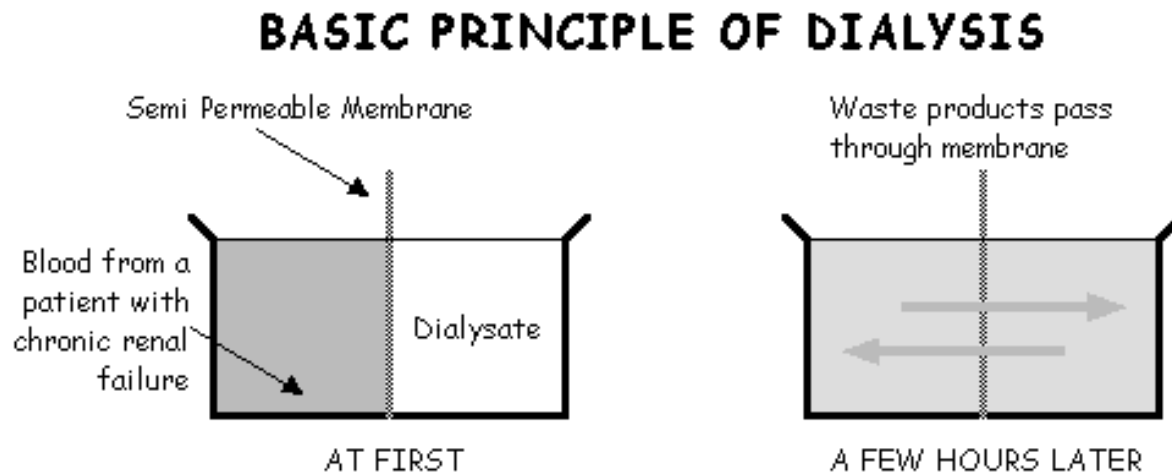 BASIC PRINCIPLE OF DIALYSIS
Semi Permeable Membrane
Blood from a
patient with
chronic renal
failure
Dialysate
AT FIRST
Waste products pass
through membrane
A FEW HOURS LATER